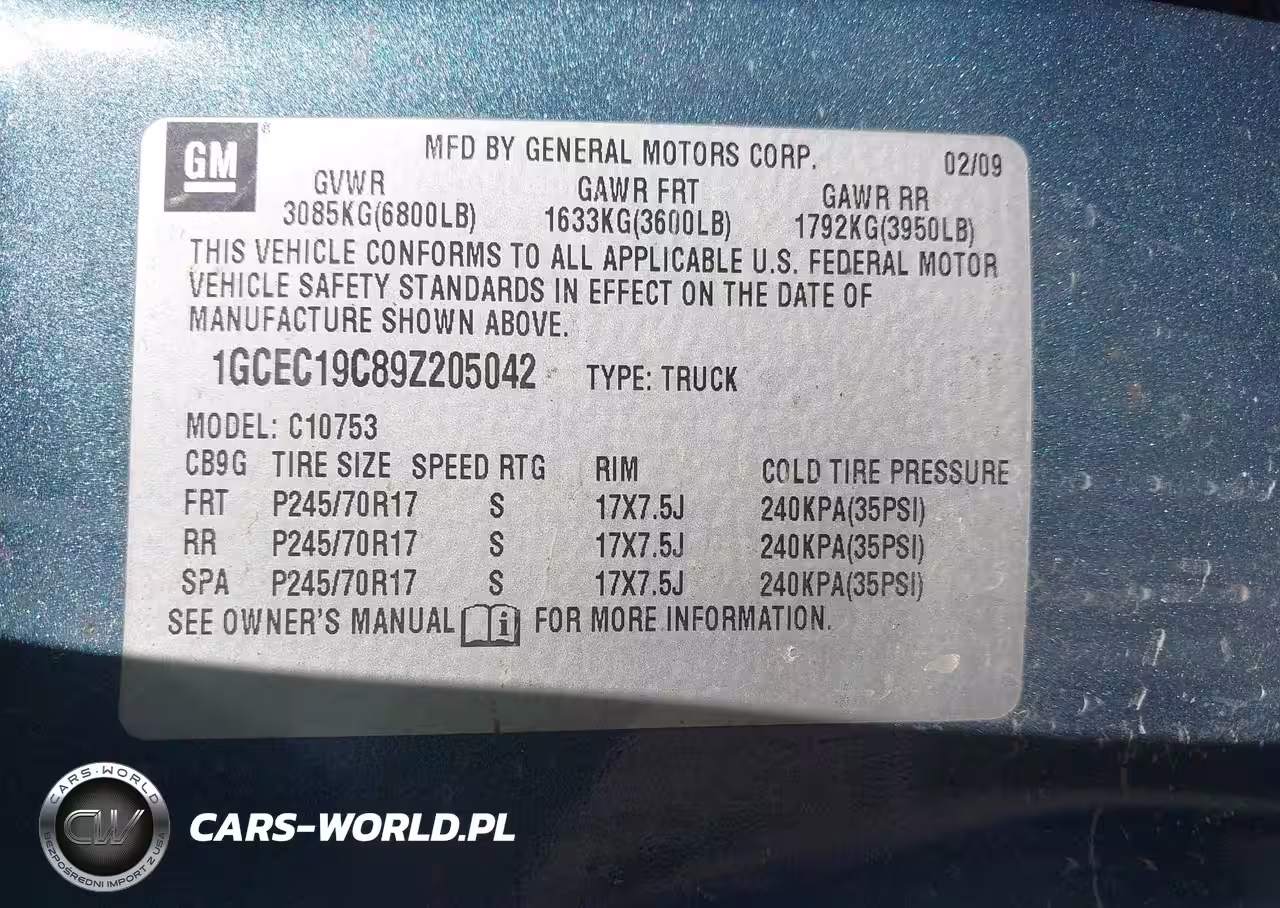 GM
MFD BY GENERAL MOTORS CORP. 02/09
GVWR GAWR FRT GAWR RR
3085KG(6800LB) 1633KG(3600LB) 1792KG(3950LB)
THIS VEHICLE CONFORMS TO ALL APPLICABLE U.S. FEDERAL MOTOR
VEHICLE SAFETY STANDARDS IN EFFECT ON THE DATE OF
MANUFACTURE SHOWN ABOVE.
1GCEC19C89Z205042 TYPE: TRUCK
MODEL: C10753
CB9G TIRE SIZE SPEED RTG RIM COLD TIRE PRESSURE
FRT P245/70R17 S 17X7.5J 240KPA(35PSI)
RR P245/70R17 S 17X7.5J 240KPA(35PSI)
SPA P245/70R17 S 17X7.5J 240KPA(35PSI)
SEE OWNER'S MANUAL i FOR MORE INFORMATION.
CARS-WORLD
CW
BEZPOŚREDNI IMPORT Z USA
CARS-WORLD.PL